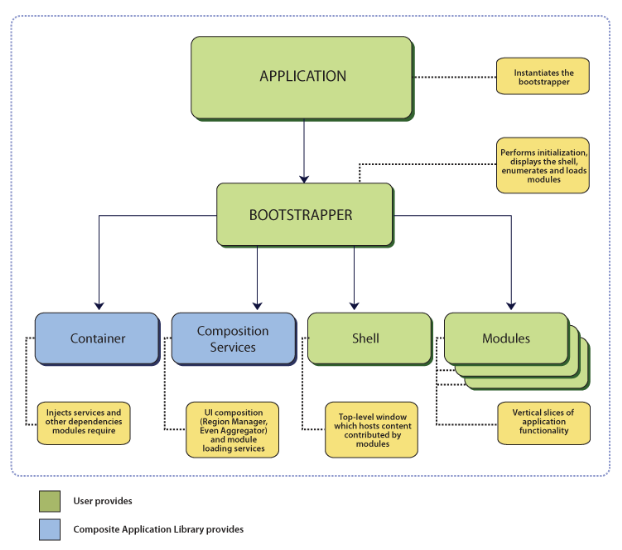 APPLICATION
Instantiates the
bootstrapper
Performs initialization,
displays the shell,
enumerates and loads
modules
BOOTSTRAPPER
Container
Composition
Services
Shell
Modules
Injects services and
other dependencies
modules require
UI composition
(Region Manager,
Even Aggregator)
and module
loading services
Top-level window
which hosts content
contributed by
modules
Vertical slices of
application
functionality
User provides
Composite Application Library provides